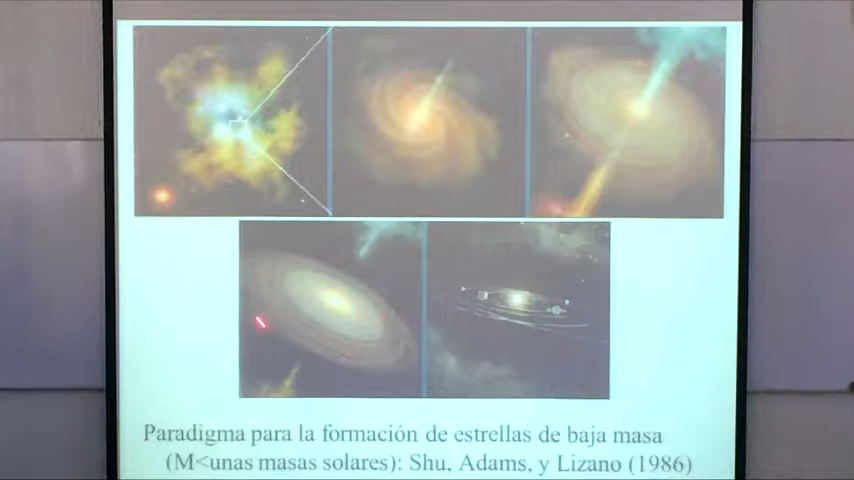 Paradigma para la formación de estrellas de baja masa
(M<unas masas solares): Shu, Adams, y Lizano (1986)